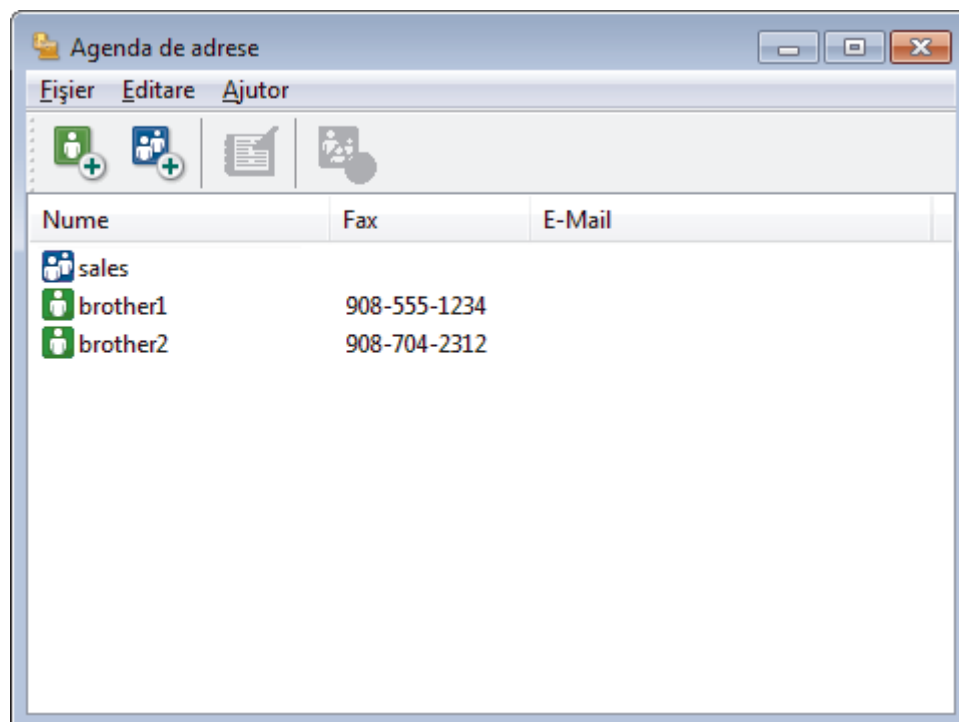 Agenda de adrese
Fişier Editare Ajutor
Nume Fax E-Mail
sales
brother1 908-555-1234
brother2 908-704-2312